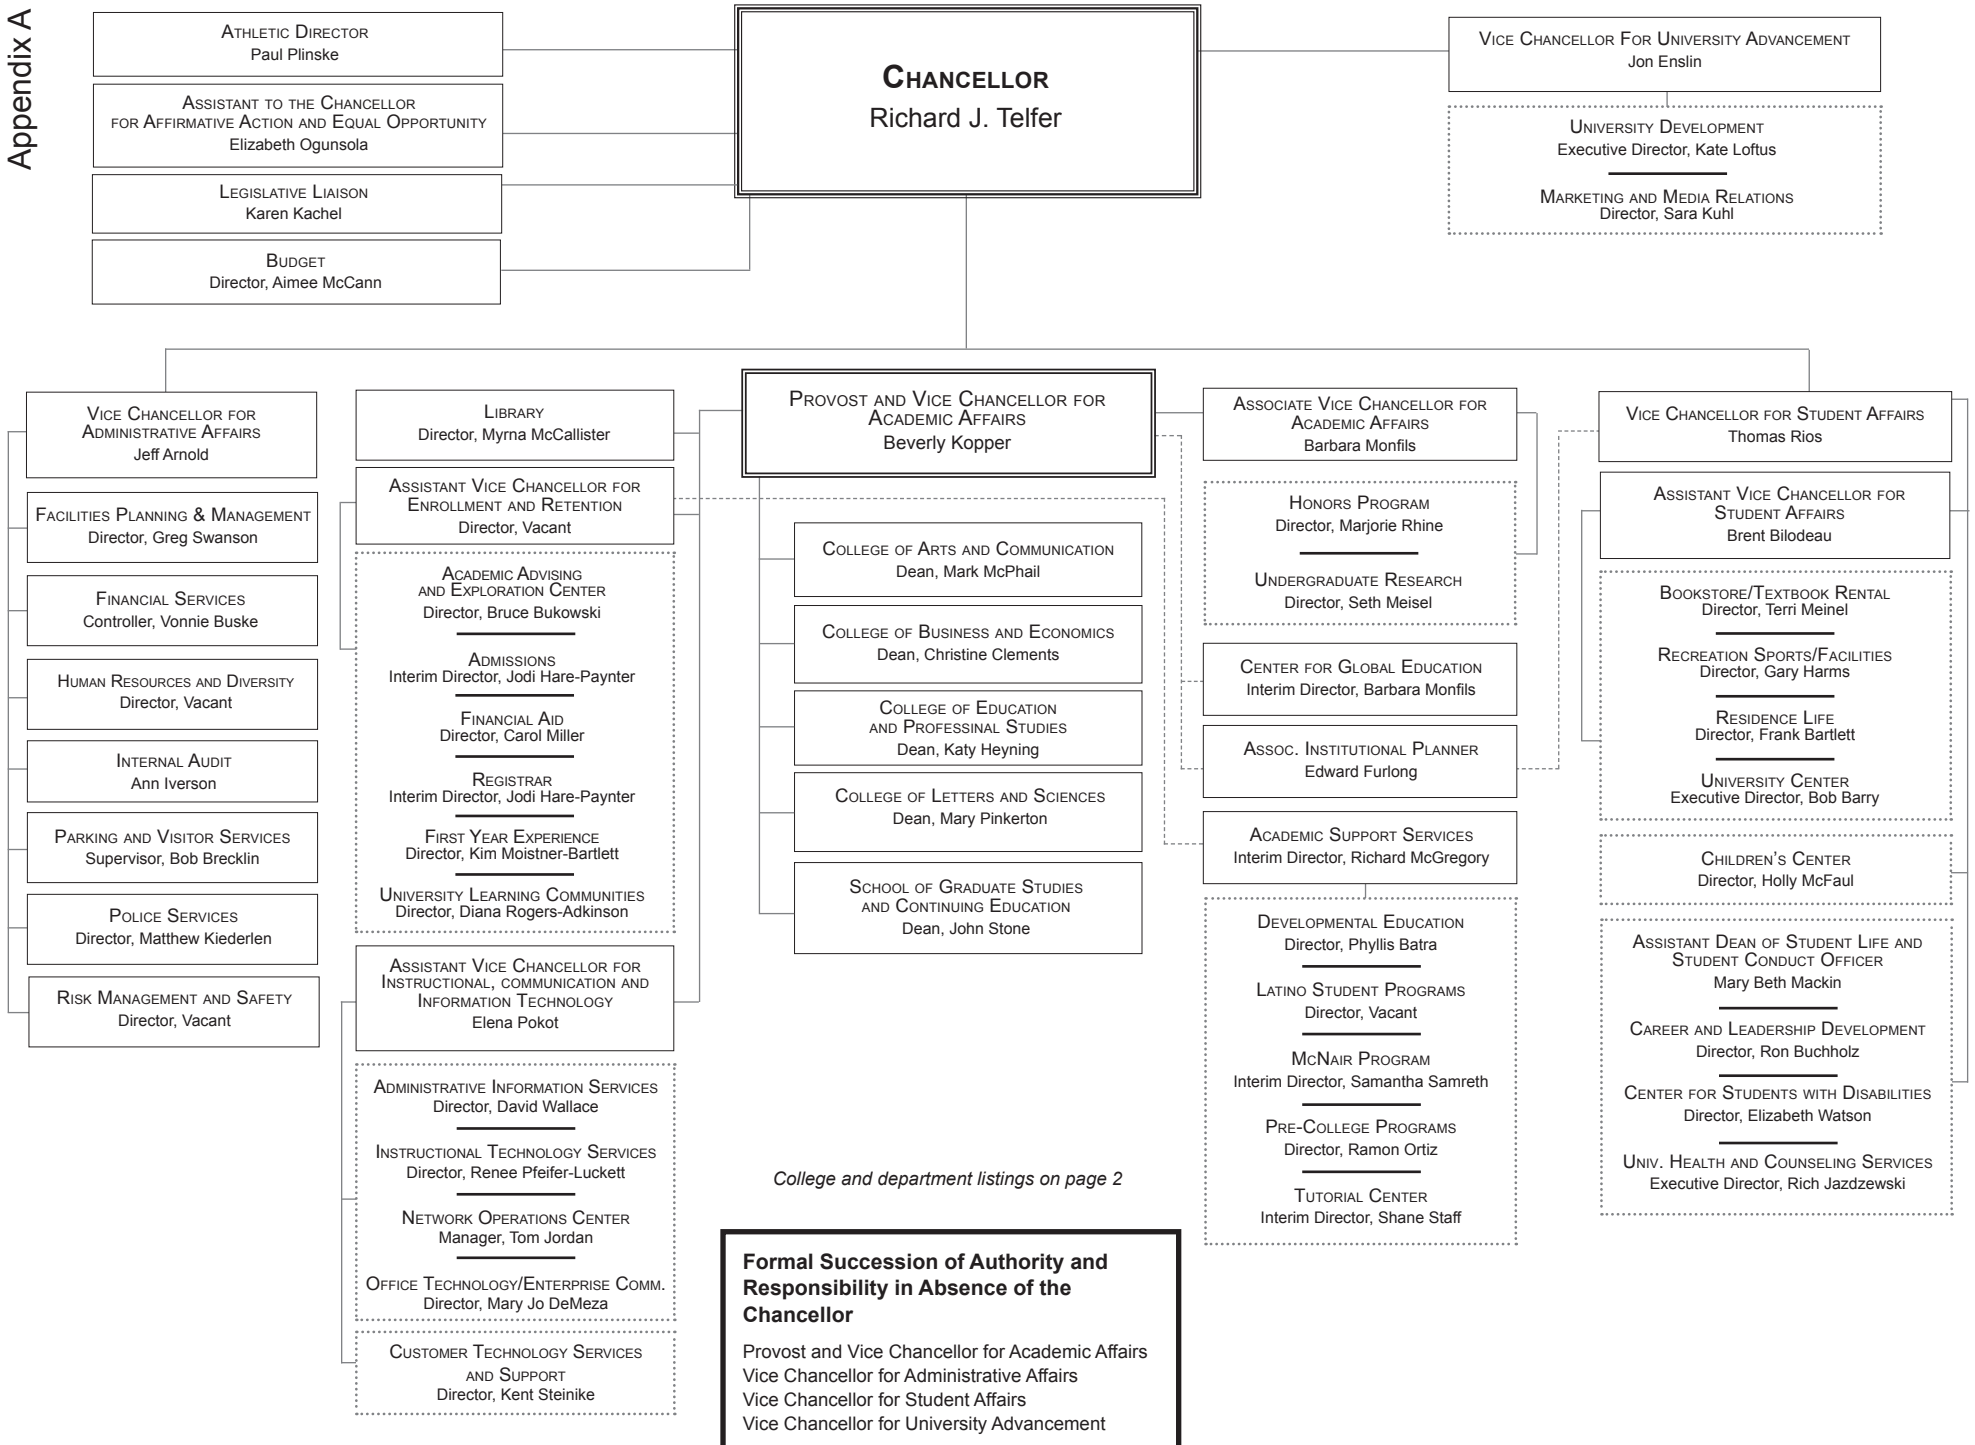 Appendix A
Athletic Director
Paul Plinske
Assistant to the Chancellor
for Affirmative Action and Equal Opportunity
Elizabeth Ogunsola
Legislative Liaison
Karen Kachel
Budget
Director, Aimee McCann
Chancellor
Richard J. Telfer
Vice Chancellor For University Advancement
Jon Enslin
University Development
Executive Director, Kate Loftus
Marketing and Media Relations
Director, Sara Kuhl
Vice Chancellor for
Administrative Affairs
Jeff Arnold
Facilities Planning & Management
Director, Greg Swanson
Financial Services
Controller, Vonnie Buske
Human Resources and Diversity
Director, Vacant
Internal Audit
Ann Iverson
Parking and Visitor Services
Supervisor, Bob Brecklin
Police Services
Director, Matthew Kiederlen
Risk Management and Safety
Director, Vacant
Library
Director, Myrna McCallister
Assistant Vice Chancellor for
Enrollment and Retention
Director, Vacant
Academic Advising
and Exploration Center
Director, Bruce Bukowski
Admissions
Interim Director, Jodi Hare-Paynter
Financial Aid
Director, Carol Miller
Registrar
Interim Director, Jodi Hare-Paynter
First Year Experience
Director, Kim Moistner-Bartlett
University Learning Communities
Director, Diana Rogers-Adkinson
Assistant Vice Chancellor for
Instructional, communication and
Information Technology
Elena Pokot
Administrative Information Services
Director, David Wallace
Instructional Technology Services
Director, Renee Pfeifer-Luckett
Network Operations Center
Manager, Tom Jordan
Office Technology/Enterprise Comm.
Director, Mary Jo DeMeza
Customer Technology Services
and Support
Director, Kent Steinike
Provost and Vice Chancellor for
Academic Affairs
Beverly Kopper
College of Arts and Communication
Dean, Mark McPhail
College of Business and Economics
Dean, Christine Clements
College of Education
and Professinal Studies
Dean, Katy Heyning
College of Letters and Sciences
Dean, Mary Pinkerton
School of Graduate Studies
and Continuing Education
Dean, John Stone
College and department listings on page 2
Formal Succession of Authority and
Responsibility in Absence of the
Chancellor
Provost and Vice Chancellor for Academic Affairs
Vice Chancellor for Administrative Affairs
Vice Chancellor for Student Affairs
Vice Chancellor for University Advancement
Associate Vice Chancellor for
Academic Affairs
Barbara Monfils
Honors Program
Director, Marjorie Rhine
Undergraduate Research
Director, Seth Meisel
Center for Global Education
Interim Director, Barbara Monfils
Assoc. Institutional Planner
Edward Furlong
Academic Support Services
Interim Director, Richard McGregory
Developmental Education
Director, Phyllis Batra
Latino Student Programs
Director, Vacant
McNair Program
Interim Director, Samantha Samreth
Pre-College Programs
Director, Ramon Ortiz
Tutorial Center
Interim Director, Shane Staff
Vice Chancellor for Student Affairs
Thomas Rios
Assistant Vice Chancellor for
Student Affairs
Brent Bilodeau
Bookstore/Textbook Rental
Director, Terri Meinel
Recreation Sports/Facilities
Director, Gary Harms
Residence Life
Director, Frank Bartlett
University Center
Executive Director, Bob Barry
Children's Center
Director, Holly McFaul
Assistant Dean of Student Life and
Student Conduct Officer
Mary Beth Mackin
Career and Leadership Development
Director, Ron Buchholz
Center for Students with Disabilities
Director, Elizabeth Watson
Univ. Health and Counseling Services
Executive Director, Rich Jazdzewski